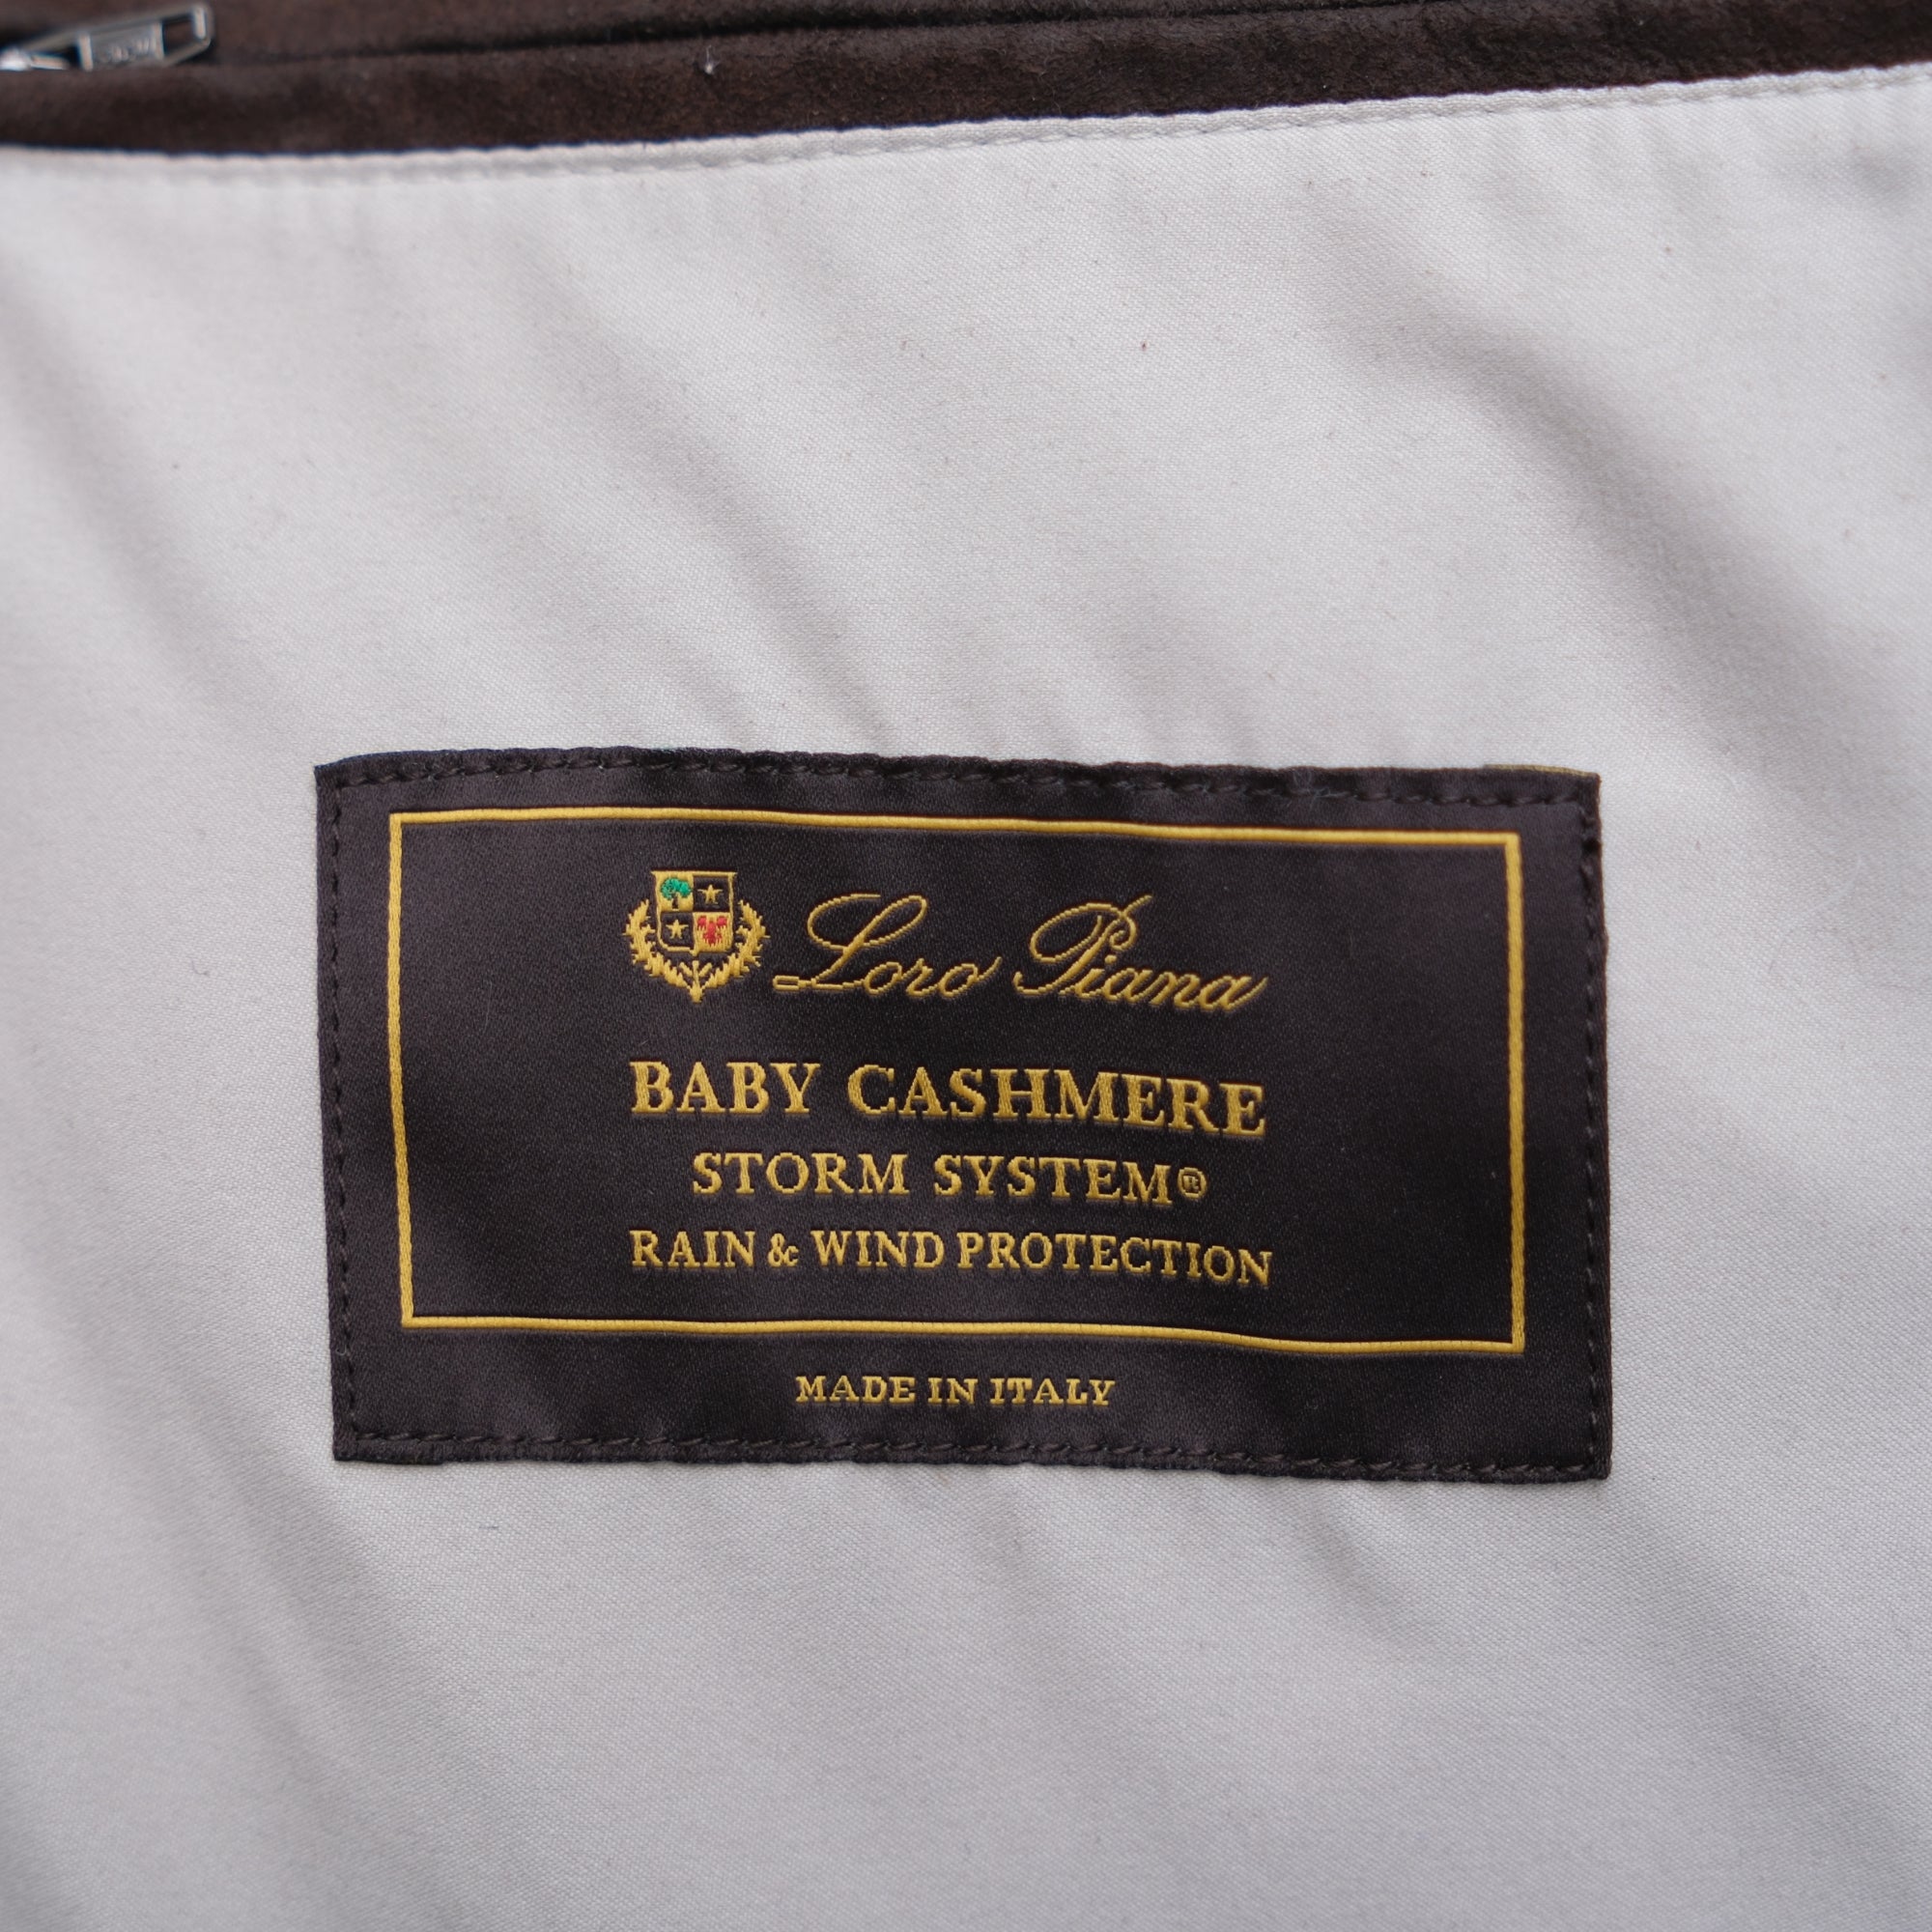 Loro Piana
BABY CASHMERE
STORM SYSTEM®
RAIN & WIND PROTECTION
MADE IN ITALY